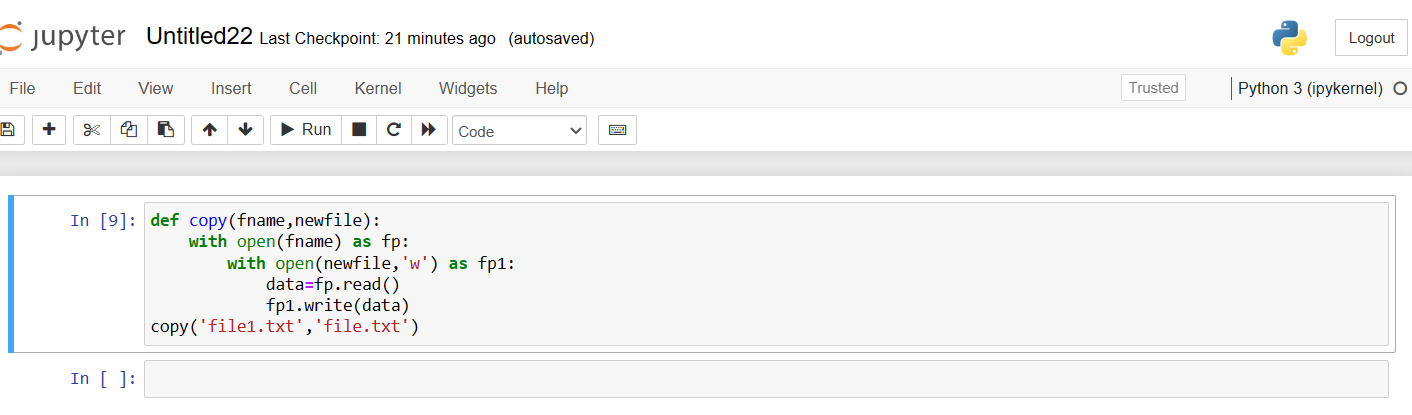 jupyter Untitled22 Last Checkpoint: 21 minutes ago (autosaved) Logout
File Edit View Insert Cell Kernel Widgets Help Trusted Python 3 (ipykernel)
Run Code
In [9]: def copy(fname,newfile):
    with open(fname) as fp:
        with open(newfile,'w') as fp1:
            data=fp.read()
            fp1.write(data)
copy('file1.txt','file.txt')
In [ ]: